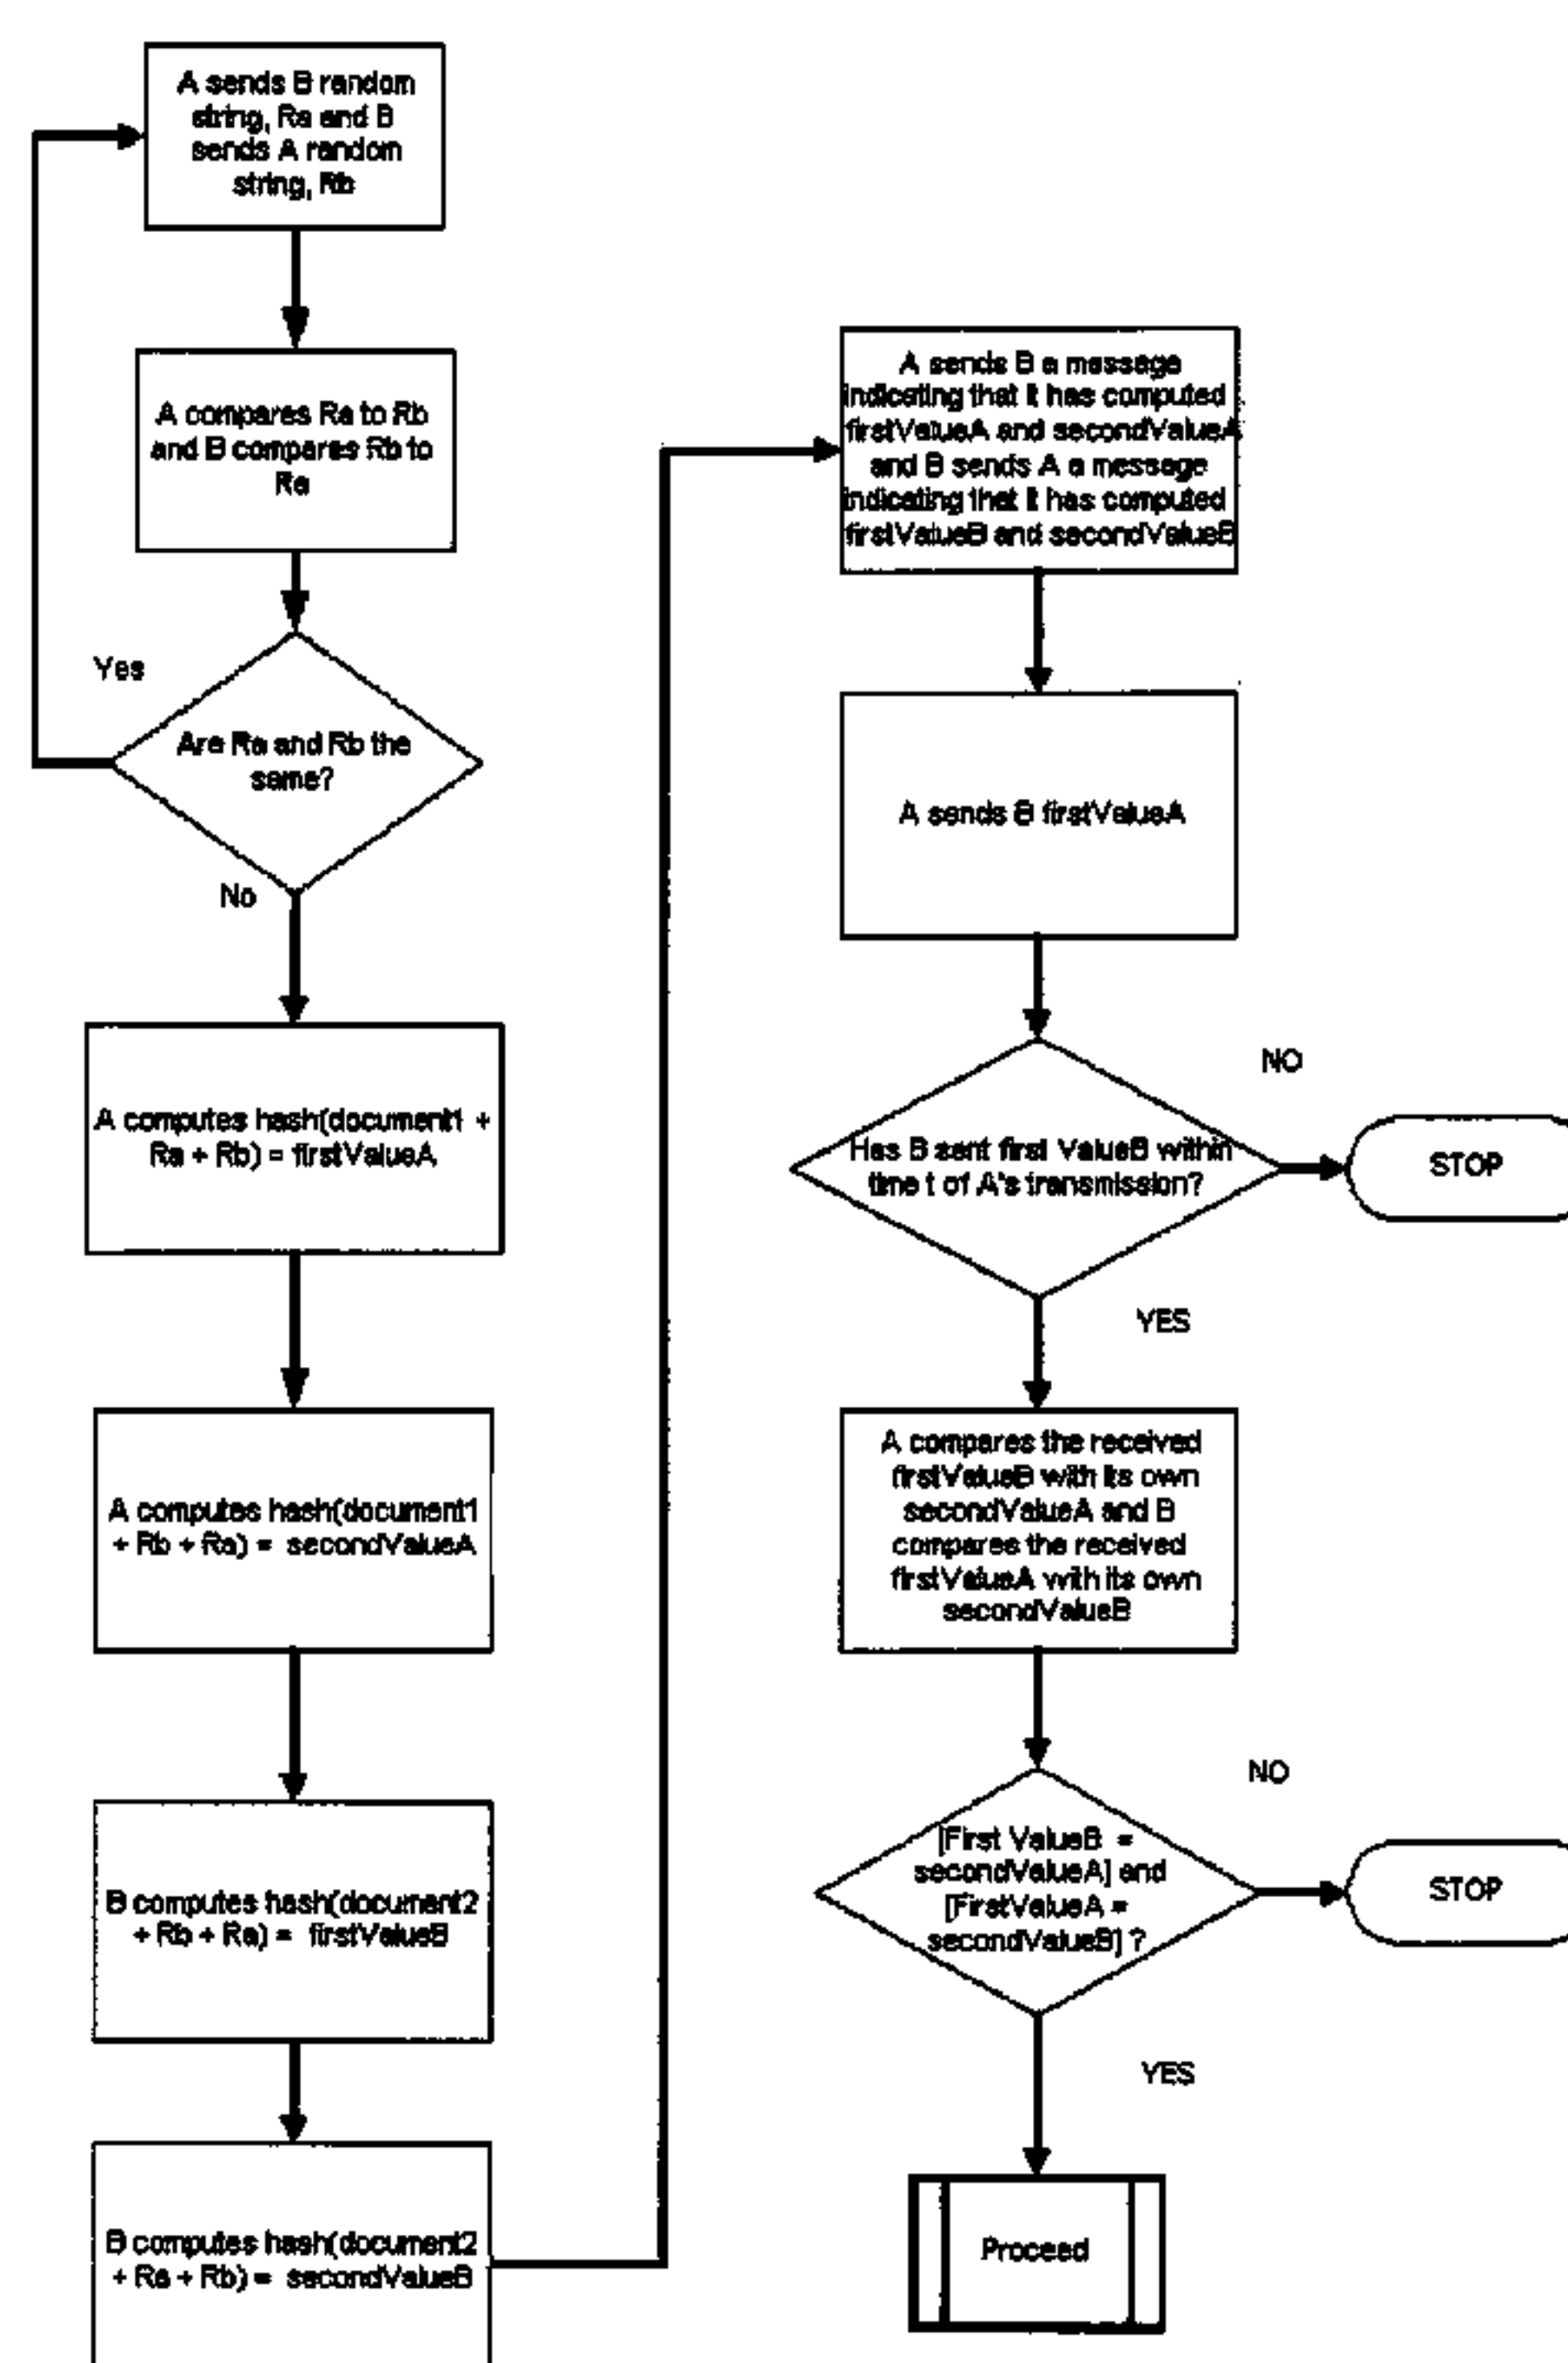 A sends B random
string, Ra and B
sends A random
string, Rb
A compares Ra to Rb
and B compares Rb to
Ra
Yes
Are Ra and Rb the
same?
No
A computes hash(document1 +
Ra + Rb) = firstValueA
A computes hash(document1
+ Rb + Ra) = secondValueA
B computes hash(document2
+ Rb + Ra) = firstValueB
B computes hash(document2
+ Ra + Rb) = secondValueB
A sends B a message
indicating that it has computed
firstValueA and secondValueA
and B sends A a message
indicating that it has computed
firstValueB and secondValueB
A sends B firstValueA
NO
Has B sent first ValueB within
time t of A's transmission?
STOP
YES
A compares the received
firstValueB with its own
secondValueA and B
compares the received
firstValueA with its own
secondValueB
NO
[First ValueB =
secondValueA] and
[FirstValueA =
secondValueB] ?
STOP
YES
Proceed